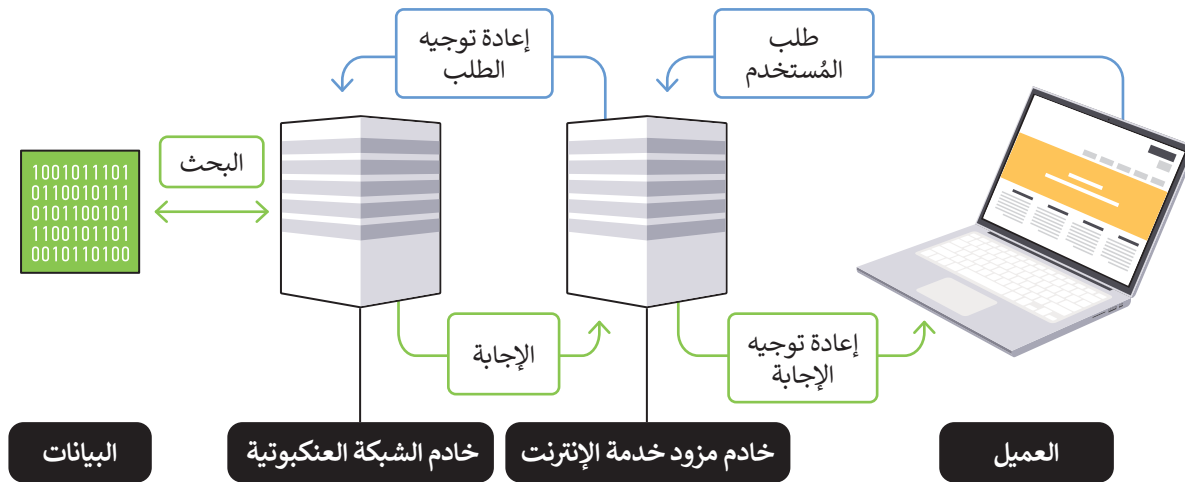 طلب
المُستخدم
إعادة توجيه
الطلب
البحث
1001011101
0110010111
0101100101
1100101101
0010110100
الإجابة
إعادة توجيه
الإجابة
العميل
خادم مزود خدمة الإنترنت
خادم الشبكة العنكبوتية
البيانات